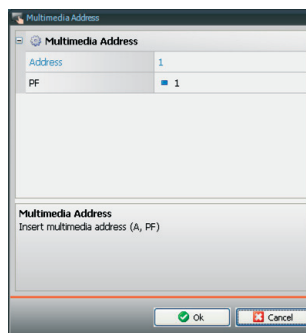 Multimedia Address
Multimedia Address
Address 1
PF 1
Multimedia Address
Insert multimedia address (A, PF)
Ok Cancel